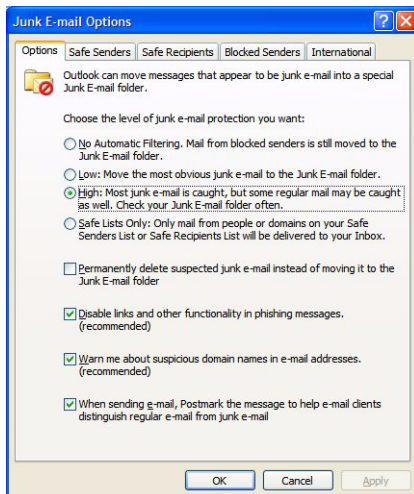 Junk E-mail Options
Options Safe Senders Safe Recipients Blocked Senders International
Outlook can move messages that appear to be junk e-mail into a special
Junk E-mail folder.
Choose the level of junk e-mail protection you want:
No Automatic Filtering. Mail from blocked senders is still moved to the
Junk E-mail folder.
Low: Move the most obvious junk e-mail to the Junk E-mail folder.
High: Most junk e-mail is caught, but some regular mail may be caught
as well. Check your Junk E-mail folder often.
Safe Lists Only: Only mail from people or domains on your Safe
Senders List or Safe Recipients List will be delivered to your Inbox.
Permanently delete suspected junk e-mail instead of moving it to the
Junk E-mail folder
Disable links and other functionality in phishing messages.
(recommended)
Warn me about suspicious domain names in e-mail addresses.
(recommended)
When sending e-mail, Postmark the message to help e-mail clients
distinguish regular e-mail from junk e-mail
OK Cancel Apply